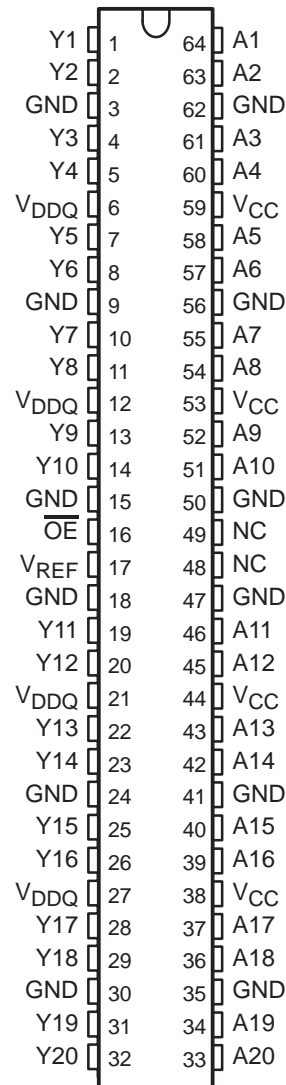 Y1 1 64 A1
Y2 2 63 A2
GND 3 62 GND
Y3 4 61 A3
Y4 5 60 A4
VDDQ 6 59 VCC
Y5 7 58 A5
Y6 8 57 A6
GND 9 56 GND
Y7 10 55 A7
Y8 11 54 A8
VDDQ 12 53 VCC
Y9 13 52 A9
Y10 14 51 A10
GND 15 50 GND
O̅E̅ 16 49 NC
VREF 17 48 NC
GND 18 47 GND
Y11 19 46 A11
Y12 20 45 A12
VDDQ 21 44 VCC
Y13 22 43 A13
Y14 23 42 A14
GND 24 41 GND
Y15 25 40 A15
Y16 26 39 A16
VDDQ 27 38 VCC
Y17 28 37 A17
Y18 29 36 A18
GND 30 35 GND
Y19 31 34 A19
Y20 32 33 A20